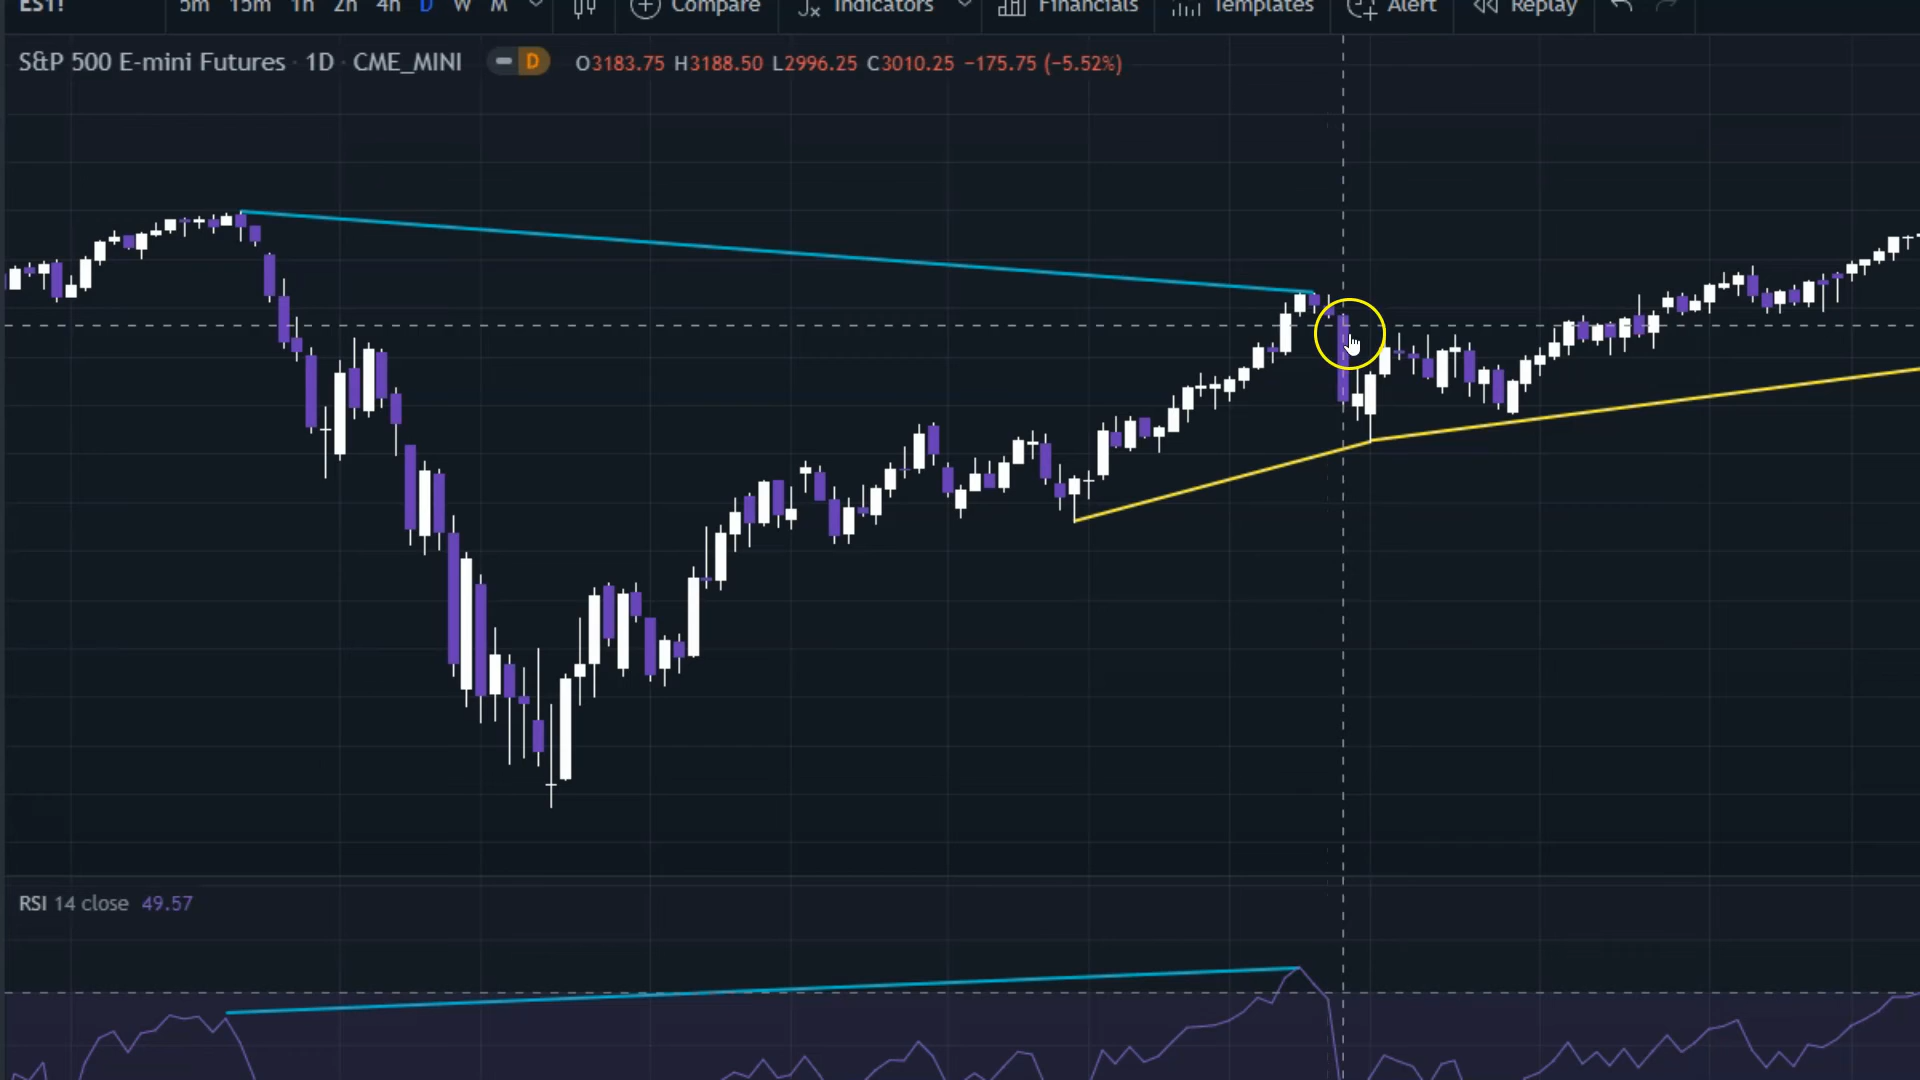 ES1! 5m 15m 1h 2h 4h D W M Compare Indicators Financials Templates Alert Replay
S&P 500 E-mini Futures · 1D · CME_MINI D O3183.75 H3188.50 L2996.25 C3010.25 −175.75 (−5.52%)
RSI 14 close 49.57